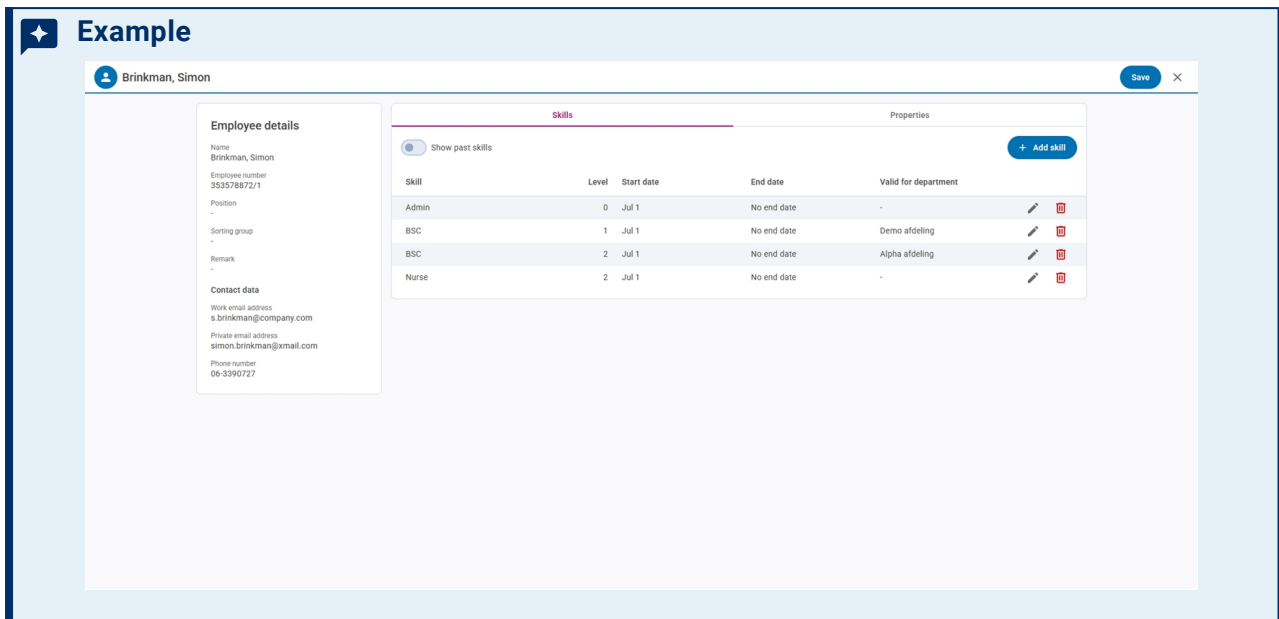 Example
Brinkman, Simon
Save
Employee details
Name
Brinkman, Simon
Employee number
353578872/1
Position
-
Sorting group
-
Remark
-
Contact data
Work email address
s.brinkman@company.com
Private email address
simon.brinkman@xmail.com
Phone number
06-3390727
Skills Properties
Show past skills + Add skill
Skill Level Start date End date Valid for department
Admin 0 Jul 1 No end date -
BSC 1 Jul 1 No end date Demo afdeling
BSC 2 Jul 1 No end date Alpha afdeling
Nurse 2 Jul 1 No end date -